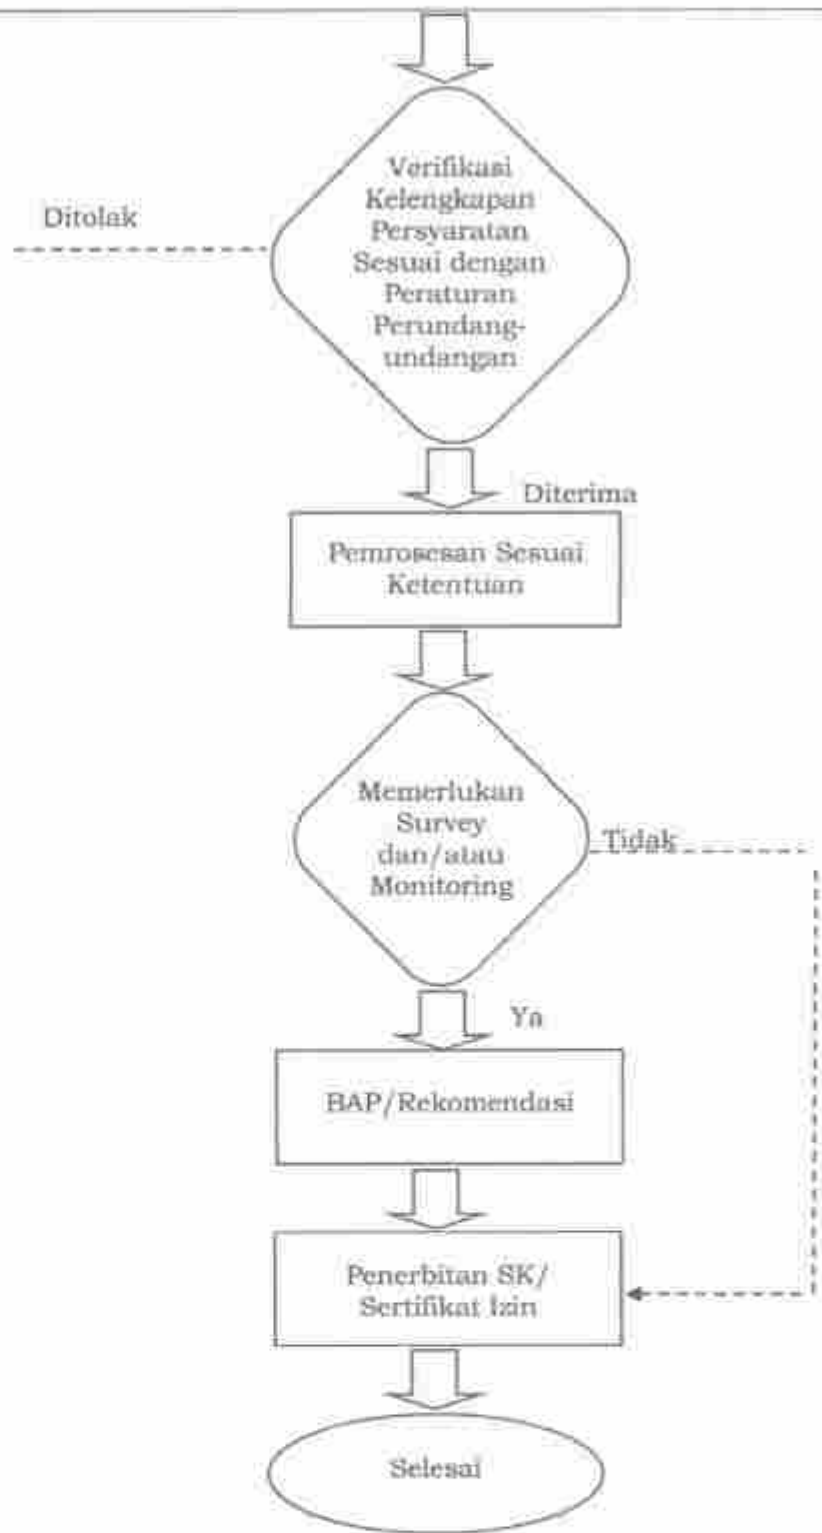 Verifikasi
Kelengkapan
Persyaratan
Sesuai dengan
Peraturan
Perundang-
undangan
Ditolak
Diterima
Pemrosesan Sesuai
Ketentuan
Memerlukan
Survey
dan/atau
Monitoring
Tidak
Ya
BAP/Rekomendasi
Penerbitan SK/
Sertifikat Izin
Selesai